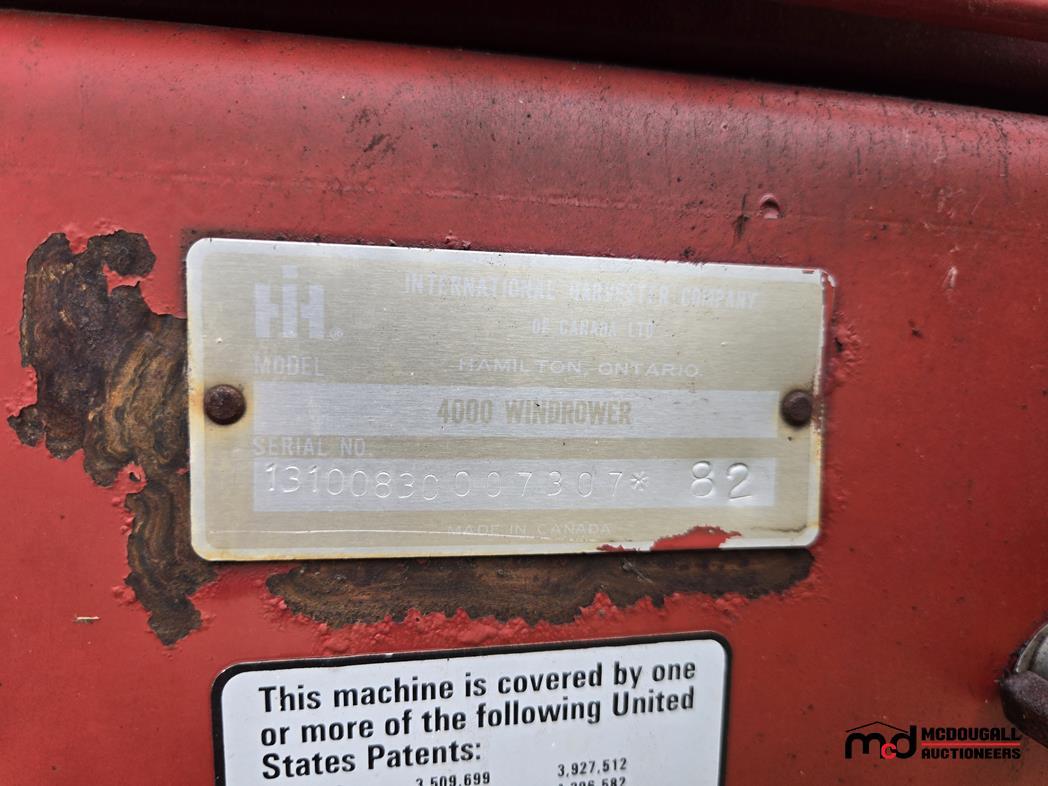 IH®
INTERNATIONAL HARVESTER COMPANY
OF CANADA LTD
MODEL
HAMILTON, ONTARIO.
4000 WINDROWER
SERIAL NO.
1310083C007307* 82
MADE IN CANADA
This machine is covered by one
or more of the following United
States Patents:
3,509,699
3,927,512
mcd MCDOUGALL
AUCTIONEERS